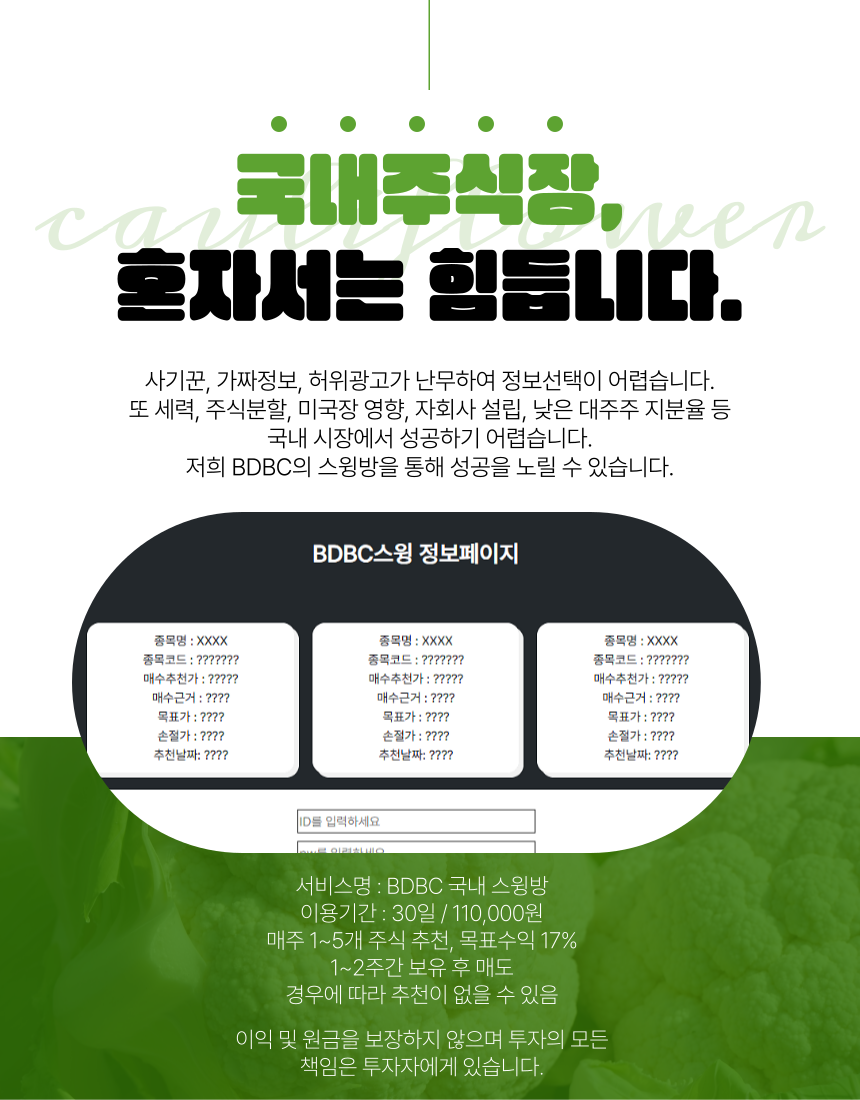 cauliflower
국내주식장,
혼자서는 힘듭니다.
사기꾼, 가짜정보, 허위광고가 난무하여 정보선택이 어렵습니다.
또 세력, 주식분할, 미국장 영향, 자회사 설립, 낮은 대주주 지분율 등
국내 시장에서 성공하기 어렵습니다.
저희 BDBC의 스윙방을 통해 성공을 노릴 수 있습니다.
BDBC스윙 정보페이지
종목명 : XXXX
종목코드 : ???????
매수추천가 : ?????
매수근거 : ????
목표가 : ????
손절가 : ????
추천날짜: ????
종목명 : XXXX
종목코드 : ???????
매수추천가 : ?????
매수근거 : ????
목표가 : ????
손절가 : ????
추천날짜: ????
종목명 : XXXX
종목코드 : ???????
매수추천가 : ?????
매수근거 : ????
목표가 : ????
손절가 : ????
추천날짜: ????
ID를 입력하세요
서비스명 : BDBC 국내 스윙방
이용기간 : 30일 / 110,000원
매주 1~5개 주식 추천, 목표수익 17%
1~2주간 보유 후 매도
경우에 따라 추천이 없을 수 있음
이익 및 원금을 보장하지 않으며 투자의 모든
책임은 투자자에게 있습니다.